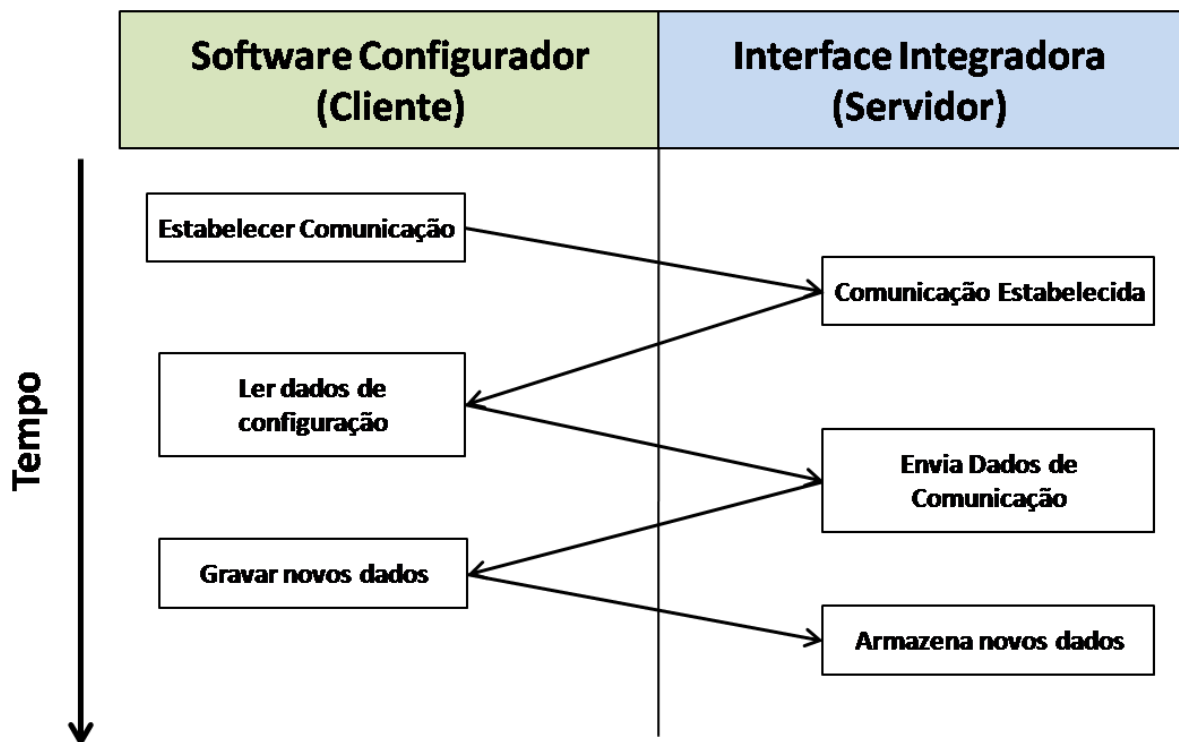 Software Configurador
(Cliente)
Interface Integradora
(Servidor)
Tempo
Estabelecer Comunicação
Comunicação Estabelecida
Ler dados de
configuração
Envia Dados de
Comunicação
Gravar novos dados
Armazena novos dados